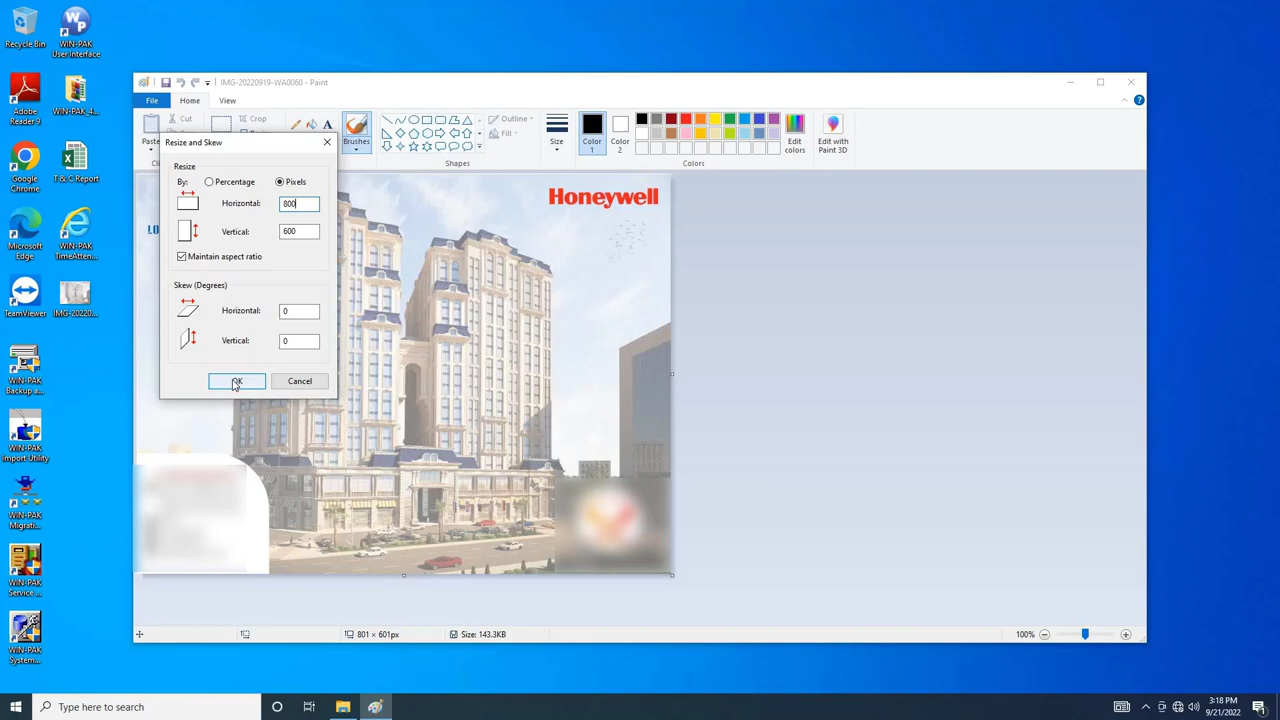 Recycle Bin
WIN-PAK
User Interface
Adobe
Reader 9
WIN-PAK_4...
Google
Chrome
T & C Report
Microsoft
Edge
WIN-PAK
TimeAtten...
TeamViewer
IMG-20220...
WIN-PAK
Backup a...
WIN-PAK
Import Utility
WIN-PAK
Migrati...
WIN-PAK
Service ...
WIN-PAK
System...
IMG-20220919-WA0060 - Paint
File
Home
View
Paste
Cut
Crop
A
Brushes
Outline
Fill
Shapes
Size
Color
1
Color
2
Edit
colors
Edit with
Paint 3D
Colors
Resize and Skew
Resize
By:
Percentage
Pixels
Horizontal:
800
Vertical:
600
Maintain aspect ratio
Skew (Degrees)
Horizontal:
0
Vertical:
0
OK
Cancel
Honeywell
801 × 601px
Size: 143.3KB
100%
Type here to search
3:18 PM
9/21/2022